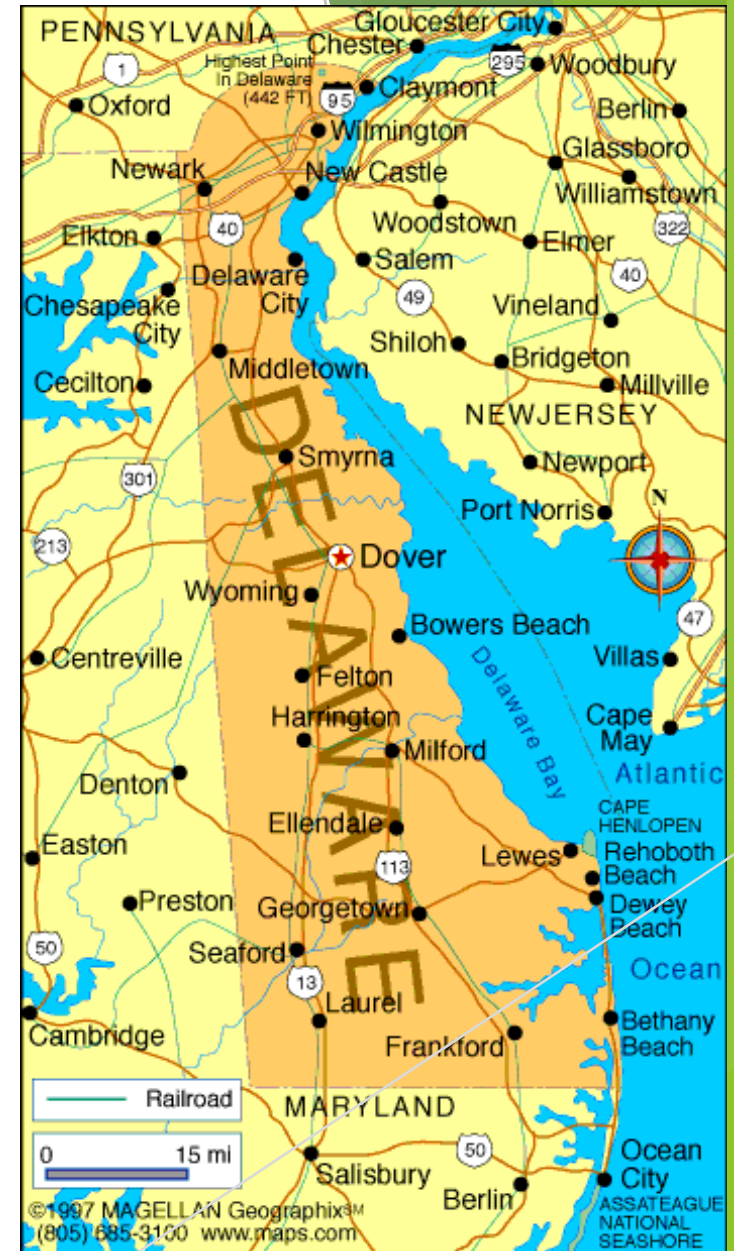 PENNSYLVANIA
Gloucester City
Chester
1
Highest Point
In Delaware
(442 FT)
295
Woodbury
Oxford
95
Claymont
Berlin
Wilmington
Glassboro
Newark
New Castle
Williamstown
Woodstown
322
Elkton
40
Elmer
Delaware
City
Salem
40
Chesapeake
City
49
Vineland
Shiloh
Bridgeton
Middletown
Cecilton
Millville
NEW JERSEY
DELAWARE
Smyrna
Newport
301
N
Port Norris
213
Dover
Wyoming
47
Bowers Beach
Centreville
Villas
Felton
Delaware Bay
Harrington
Cape
May
Milford
Denton
Atlantic
CAPE
HENLOPEN
Ellendale
Easton
Lewes
Rehoboth
Beach
113
Preston
Georgetown
Dewey
Beach
50
Seaford
Ocean
13
Laurel
Cambridge
Frankford
Bethany
Beach
Railroad
MARYLAND
0 15 mi
50
Salisbury
Ocean
City
Berlin
©1997 MAGELLAN Geographix SM
(805) 685-3100 www.maps.com
ASSATEAGUE
NATIONAL
SEASHORE